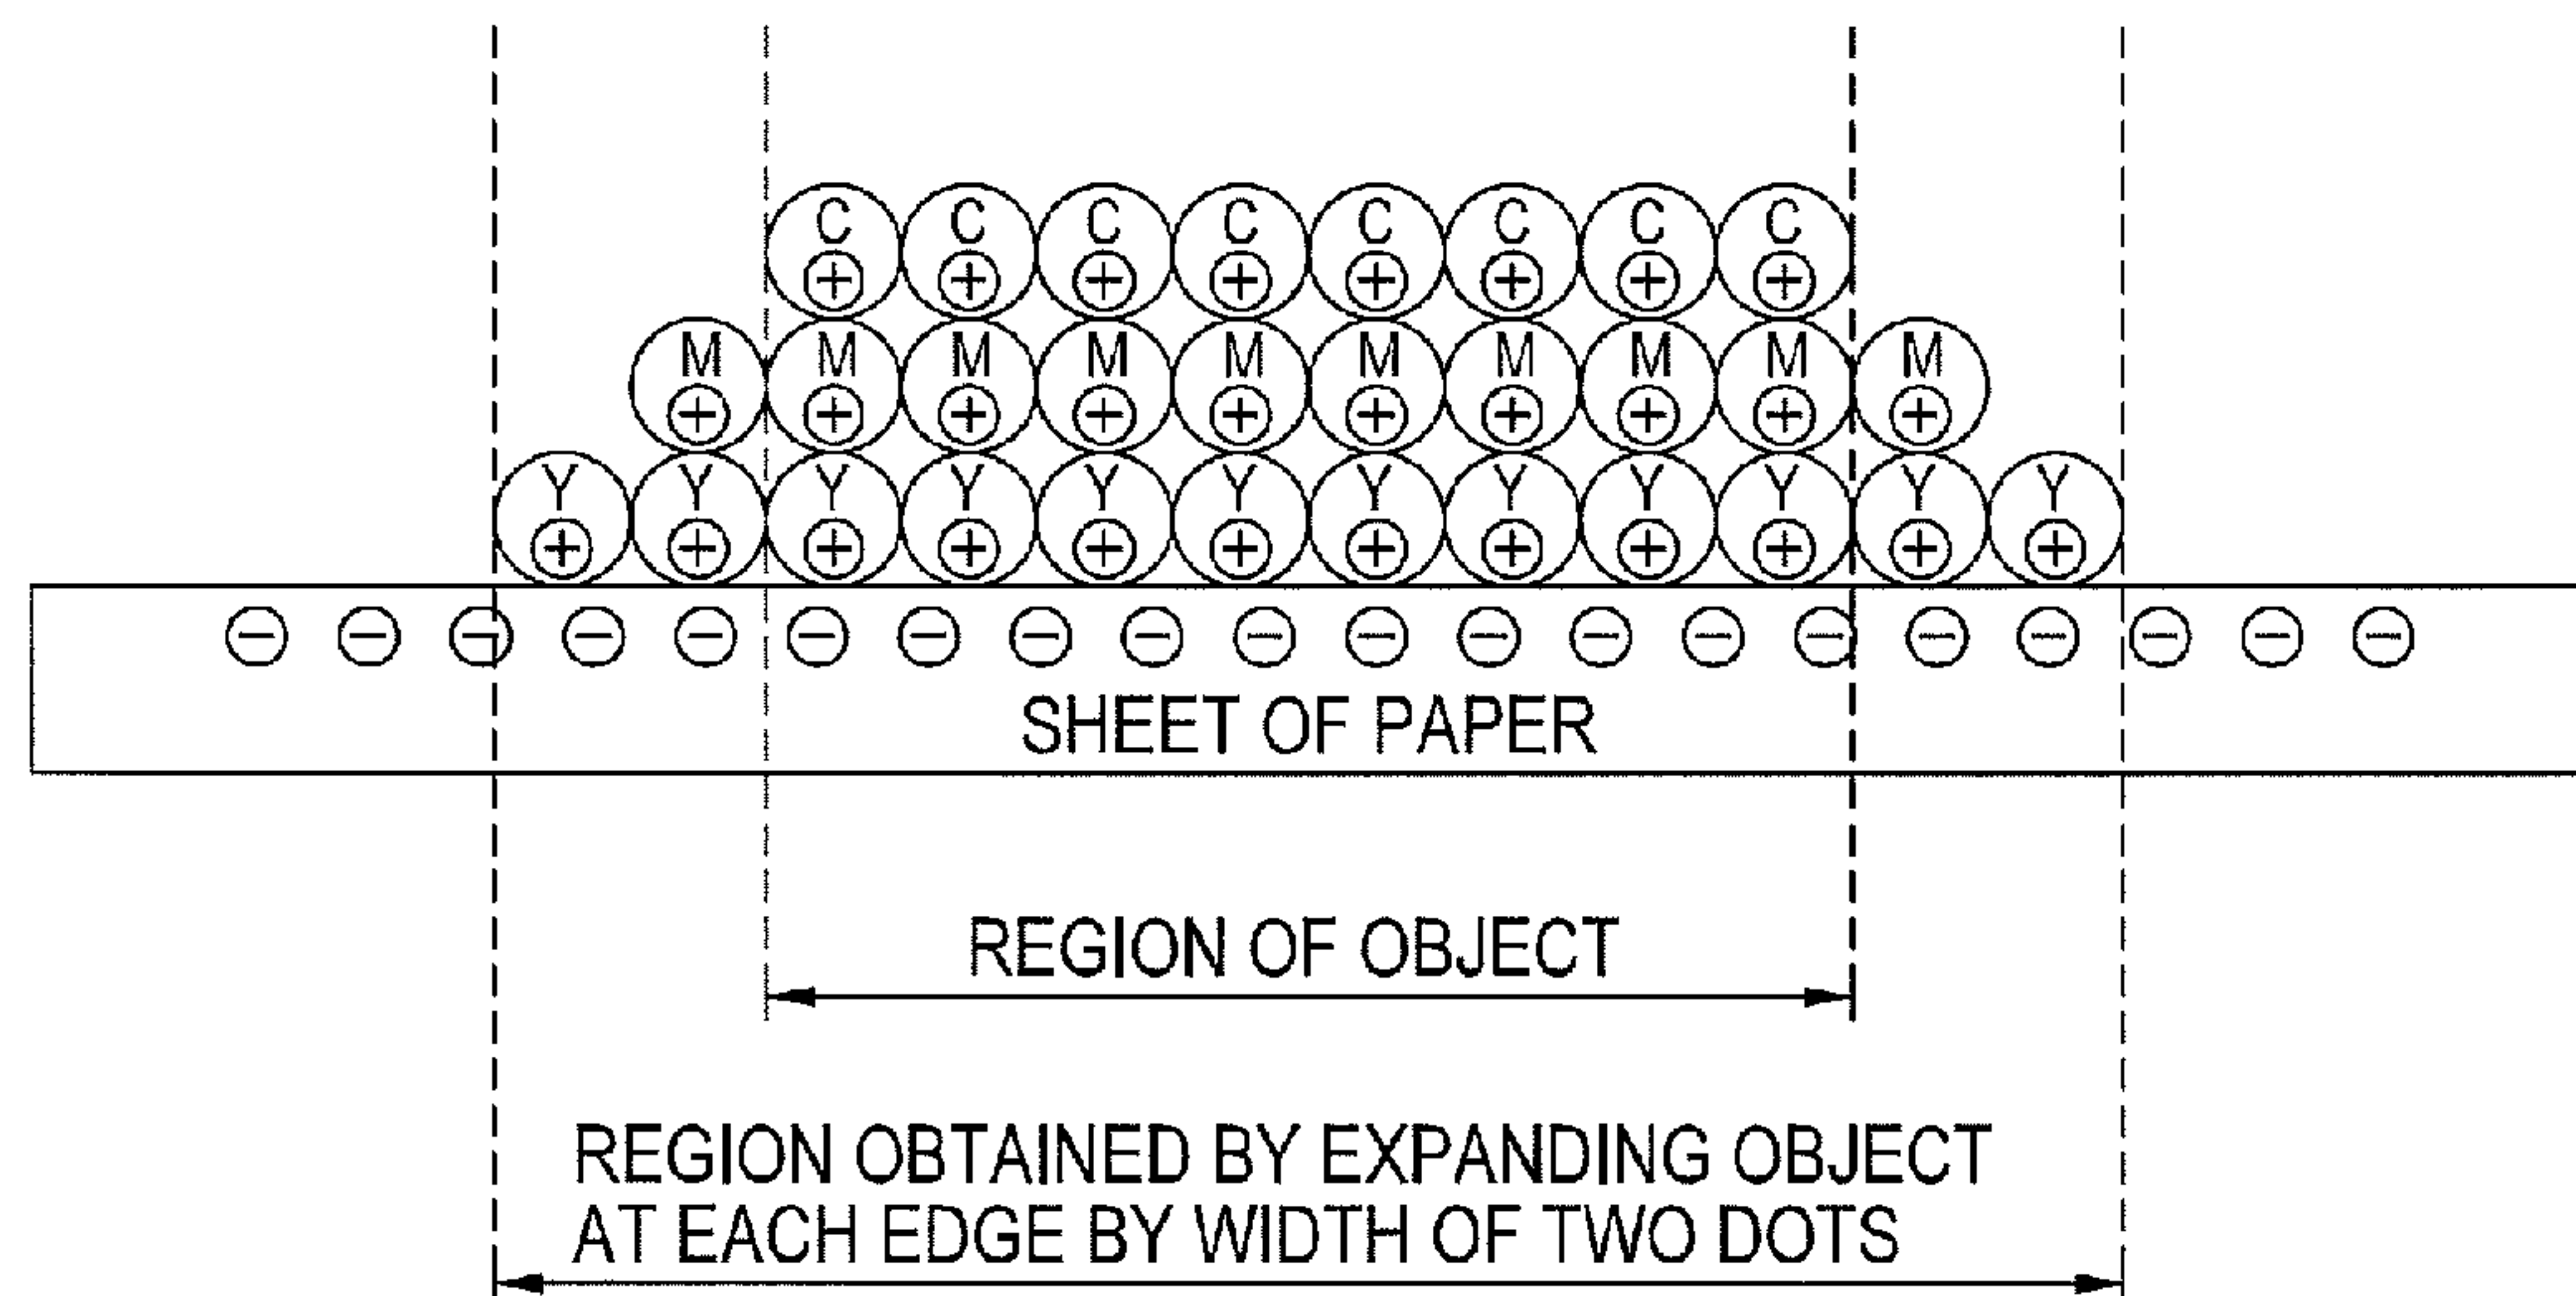 C C C C C C C C
+ + + + + + + +
M M M M M M M M M M
+ + + + + + + + + +
Y Y Y Y Y Y Y Y Y Y Y Y
+ + + + + + + + + + + +
− − − − − − − − − − − − − − − − − − − −
SHEET OF PAPER
REGION OF OBJECT
REGION OBTAINED BY EXPANDING OBJECT
AT EACH EDGE BY WIDTH OF TWO DOTS